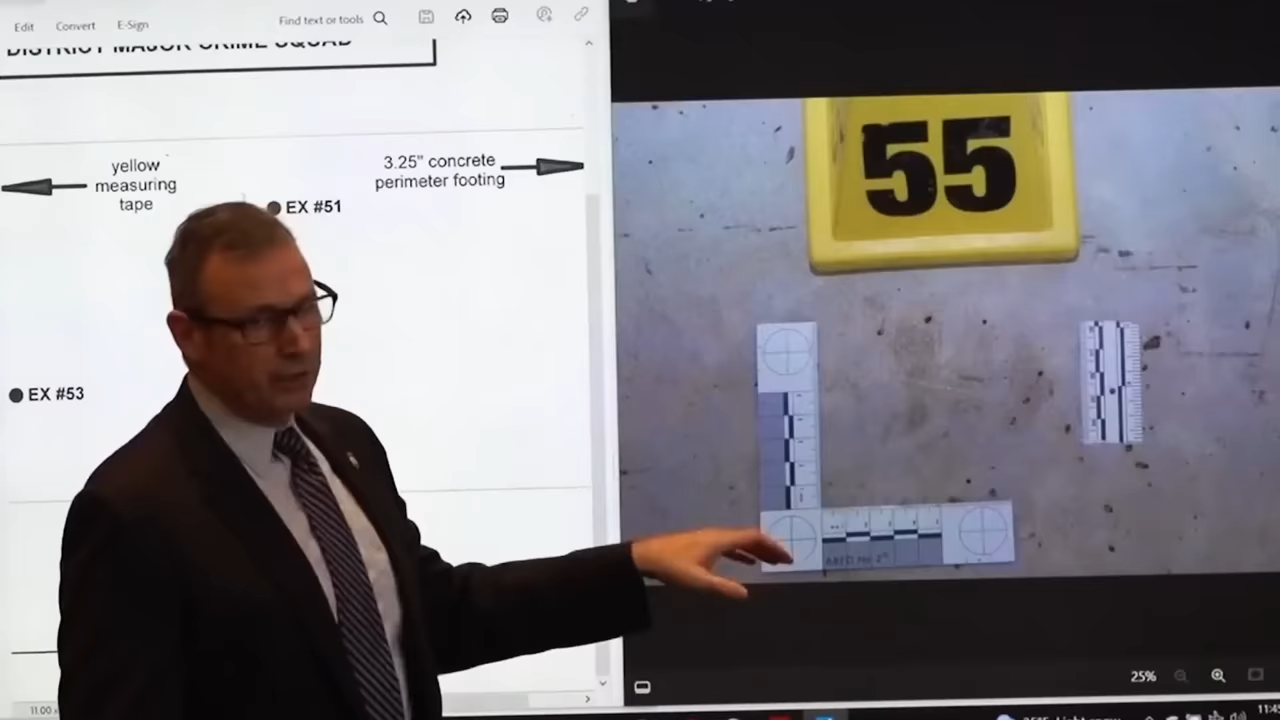 Edit Convert E-Sign
Find text or tools
DISTRICT MAJOR CRIME SQUAD
yellow
measuring
tape
3.25" concrete
perimeter footing
EX #51
EX #53
55
25%